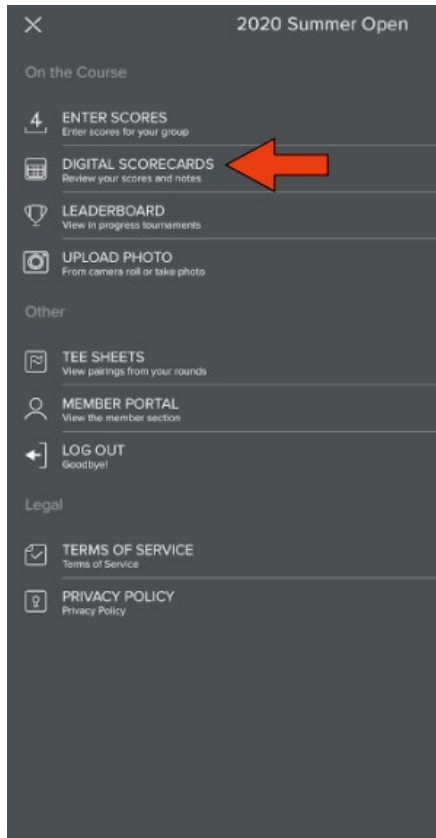 2020 Summer Open
On the Course
4
ENTER SCORES
Enter scores for your group
DIGITAL SCORECARDS
Review your scores and notes
LEADERBOARD
View in progress tournaments
UPLOAD PHOTO
From camera roll or take photo
Other
TEE SHEETS
View pairings from your rounds
MEMBER PORTAL
View the member section
LOG OUT
Goodbye!
Legal
TERMS OF SERVICE
Terms of Service
PRIVACY POLICY
Privacy Policy